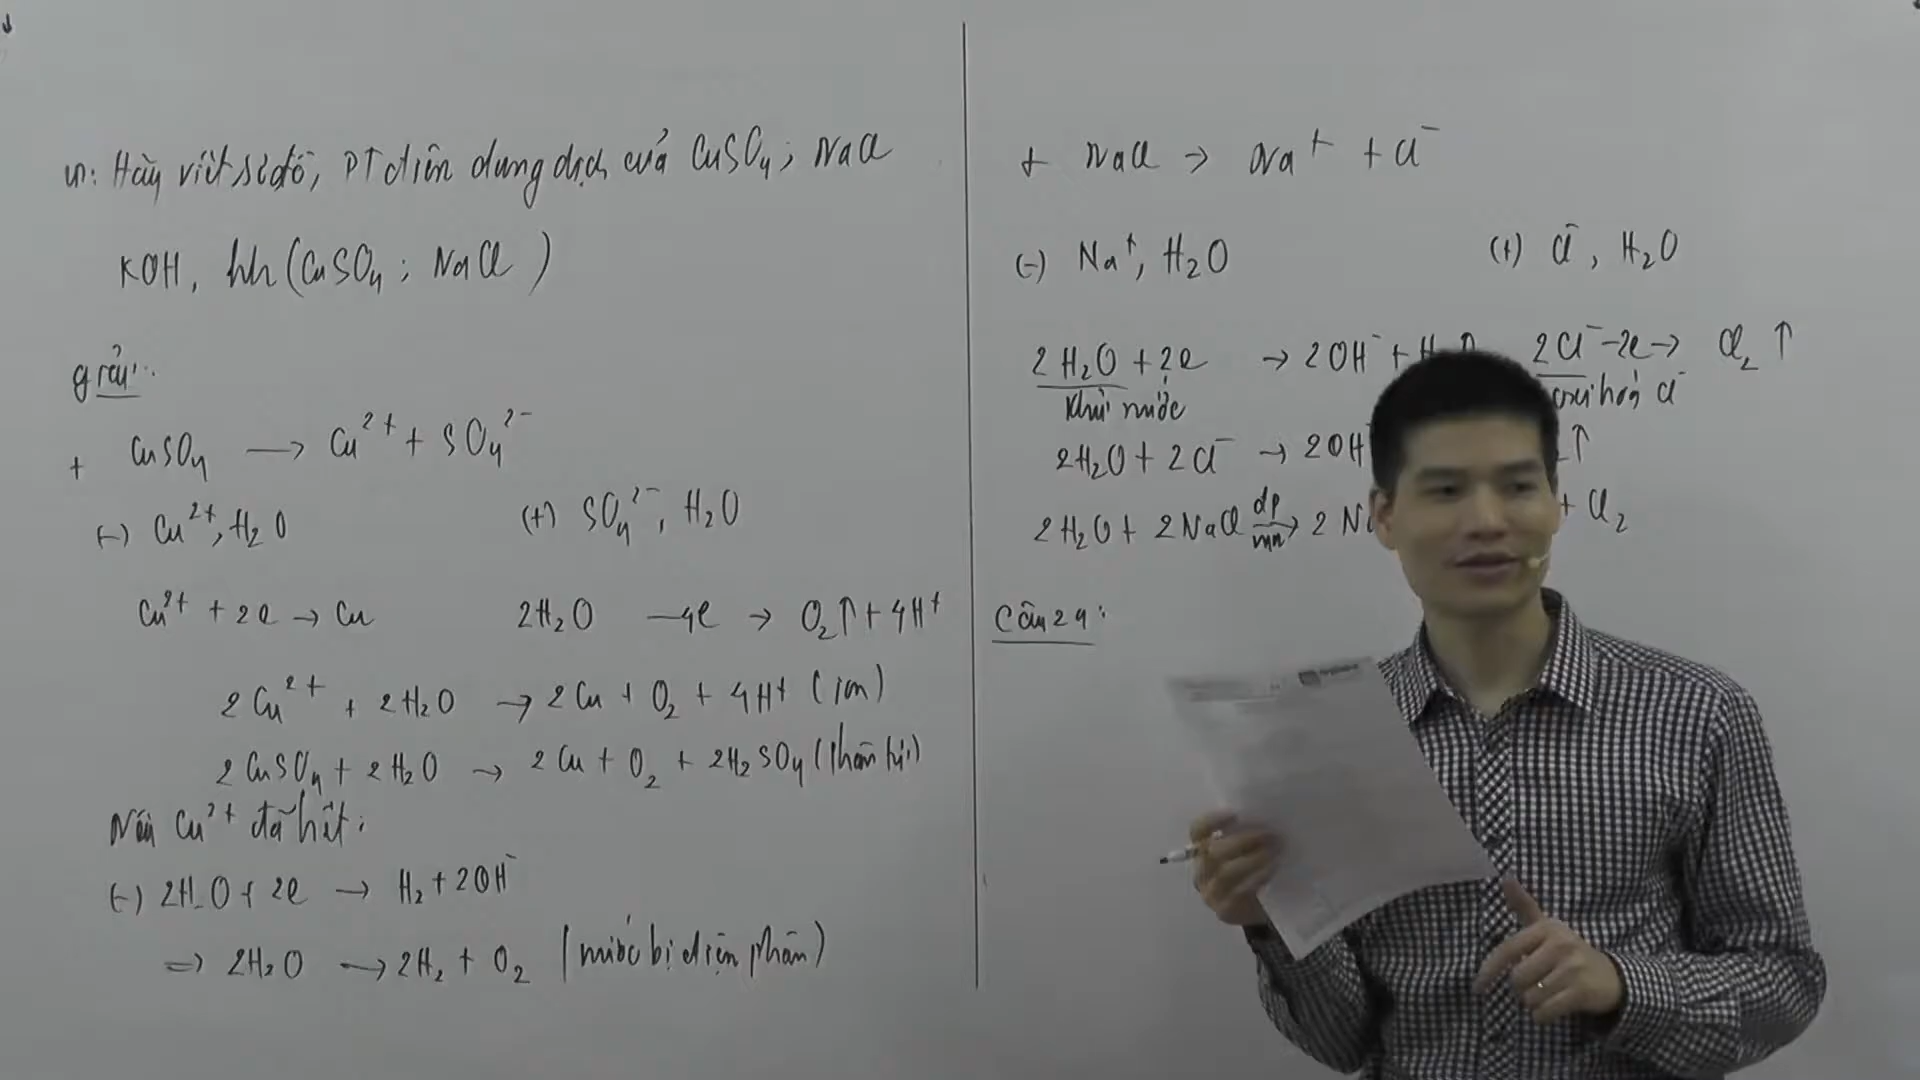 Hãy viết sơ đồ, PT điện dung dịch của CuSO₄; NaCl
KOH, hh (CuSO₄; NaCl)
giải:
+ CuSO₄ → Cu²⁺ + SO₄²⁻
(-) Cu²⁺, H₂O (+) SO₄²⁻, H₂O
Cu²⁺ + 2e → Cu 2H₂O - 4e → O₂↑ + 4H⁺
2Cu²⁺ + 2H₂O → 2Cu + O₂ + 4H⁺ (ion)
2CuSO₄ + 2H₂O → 2Cu + O₂ + 2H₂SO₄ (phân tử)
Nếu Cu²⁺ đã hết:
(-) 2H₂O + 2e → H₂ + 2OH⁻
=> 2H₂O → 2H₂ + O₂ (nước bị điện phân)
+ NaCl → Na⁺ + Cl⁻
(-) Na⁺, H₂O (+) Cl⁻, H₂O
2H₂O + 2e → 2OH⁻ + 2Cl⁻ - 2e → Cl₂↑
khử nước oxi hoá Cl⁻
2H₂O + 2Cl⁻ → 2OH ↑
2H₂O + 2NaCl đp mn → 2 + Cl₂
Câu 29: